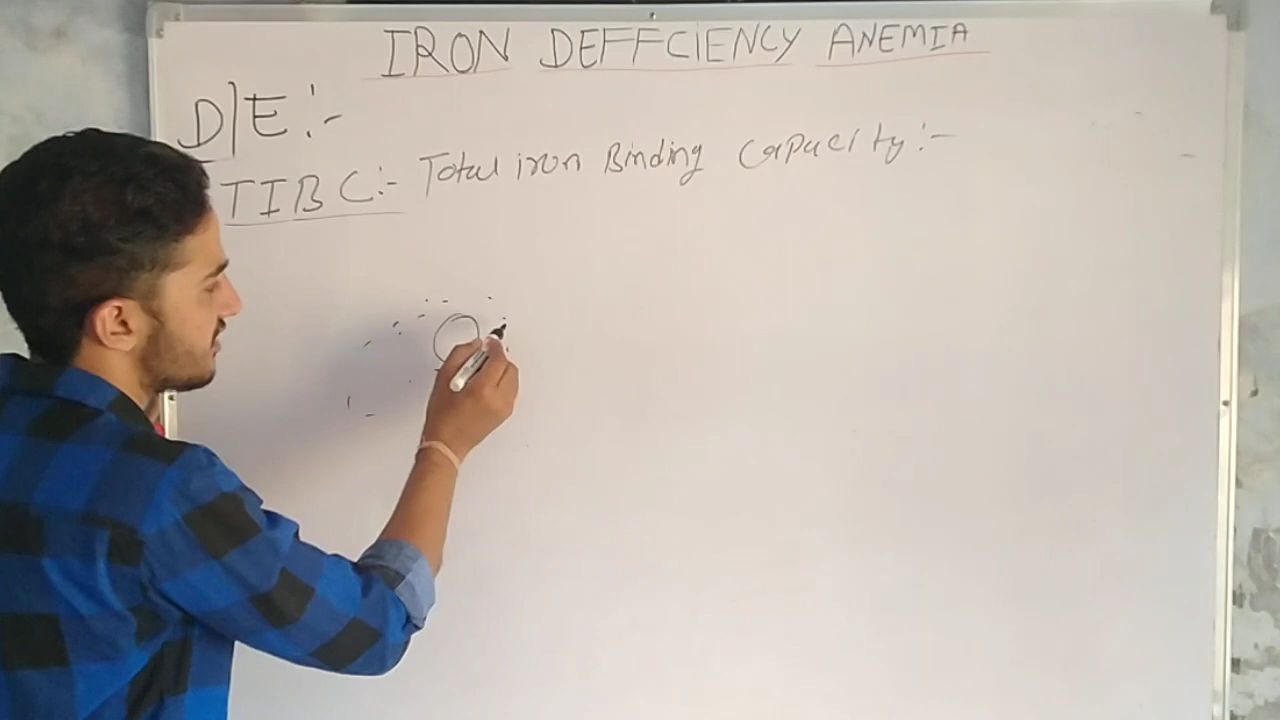 IRON DEFFCIENCY ANEMIA
D/E:-
TIBC:- Total iron Binding Capacity:-